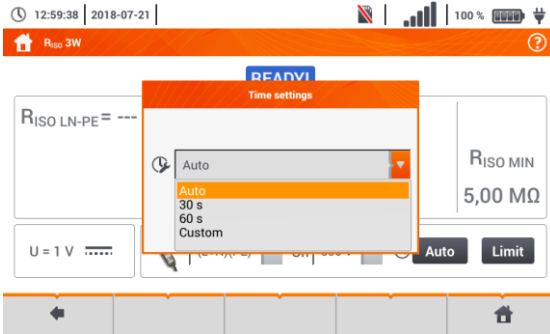 12:59:38 2018-07-21 100 %
RISO 3W
READY!
Time settings
RISO LN-PE= ---
Auto
Auto
30 s
60 s
Custom
RISO MIN
5,00 MΩ
U = 1 V
Auto
Limit